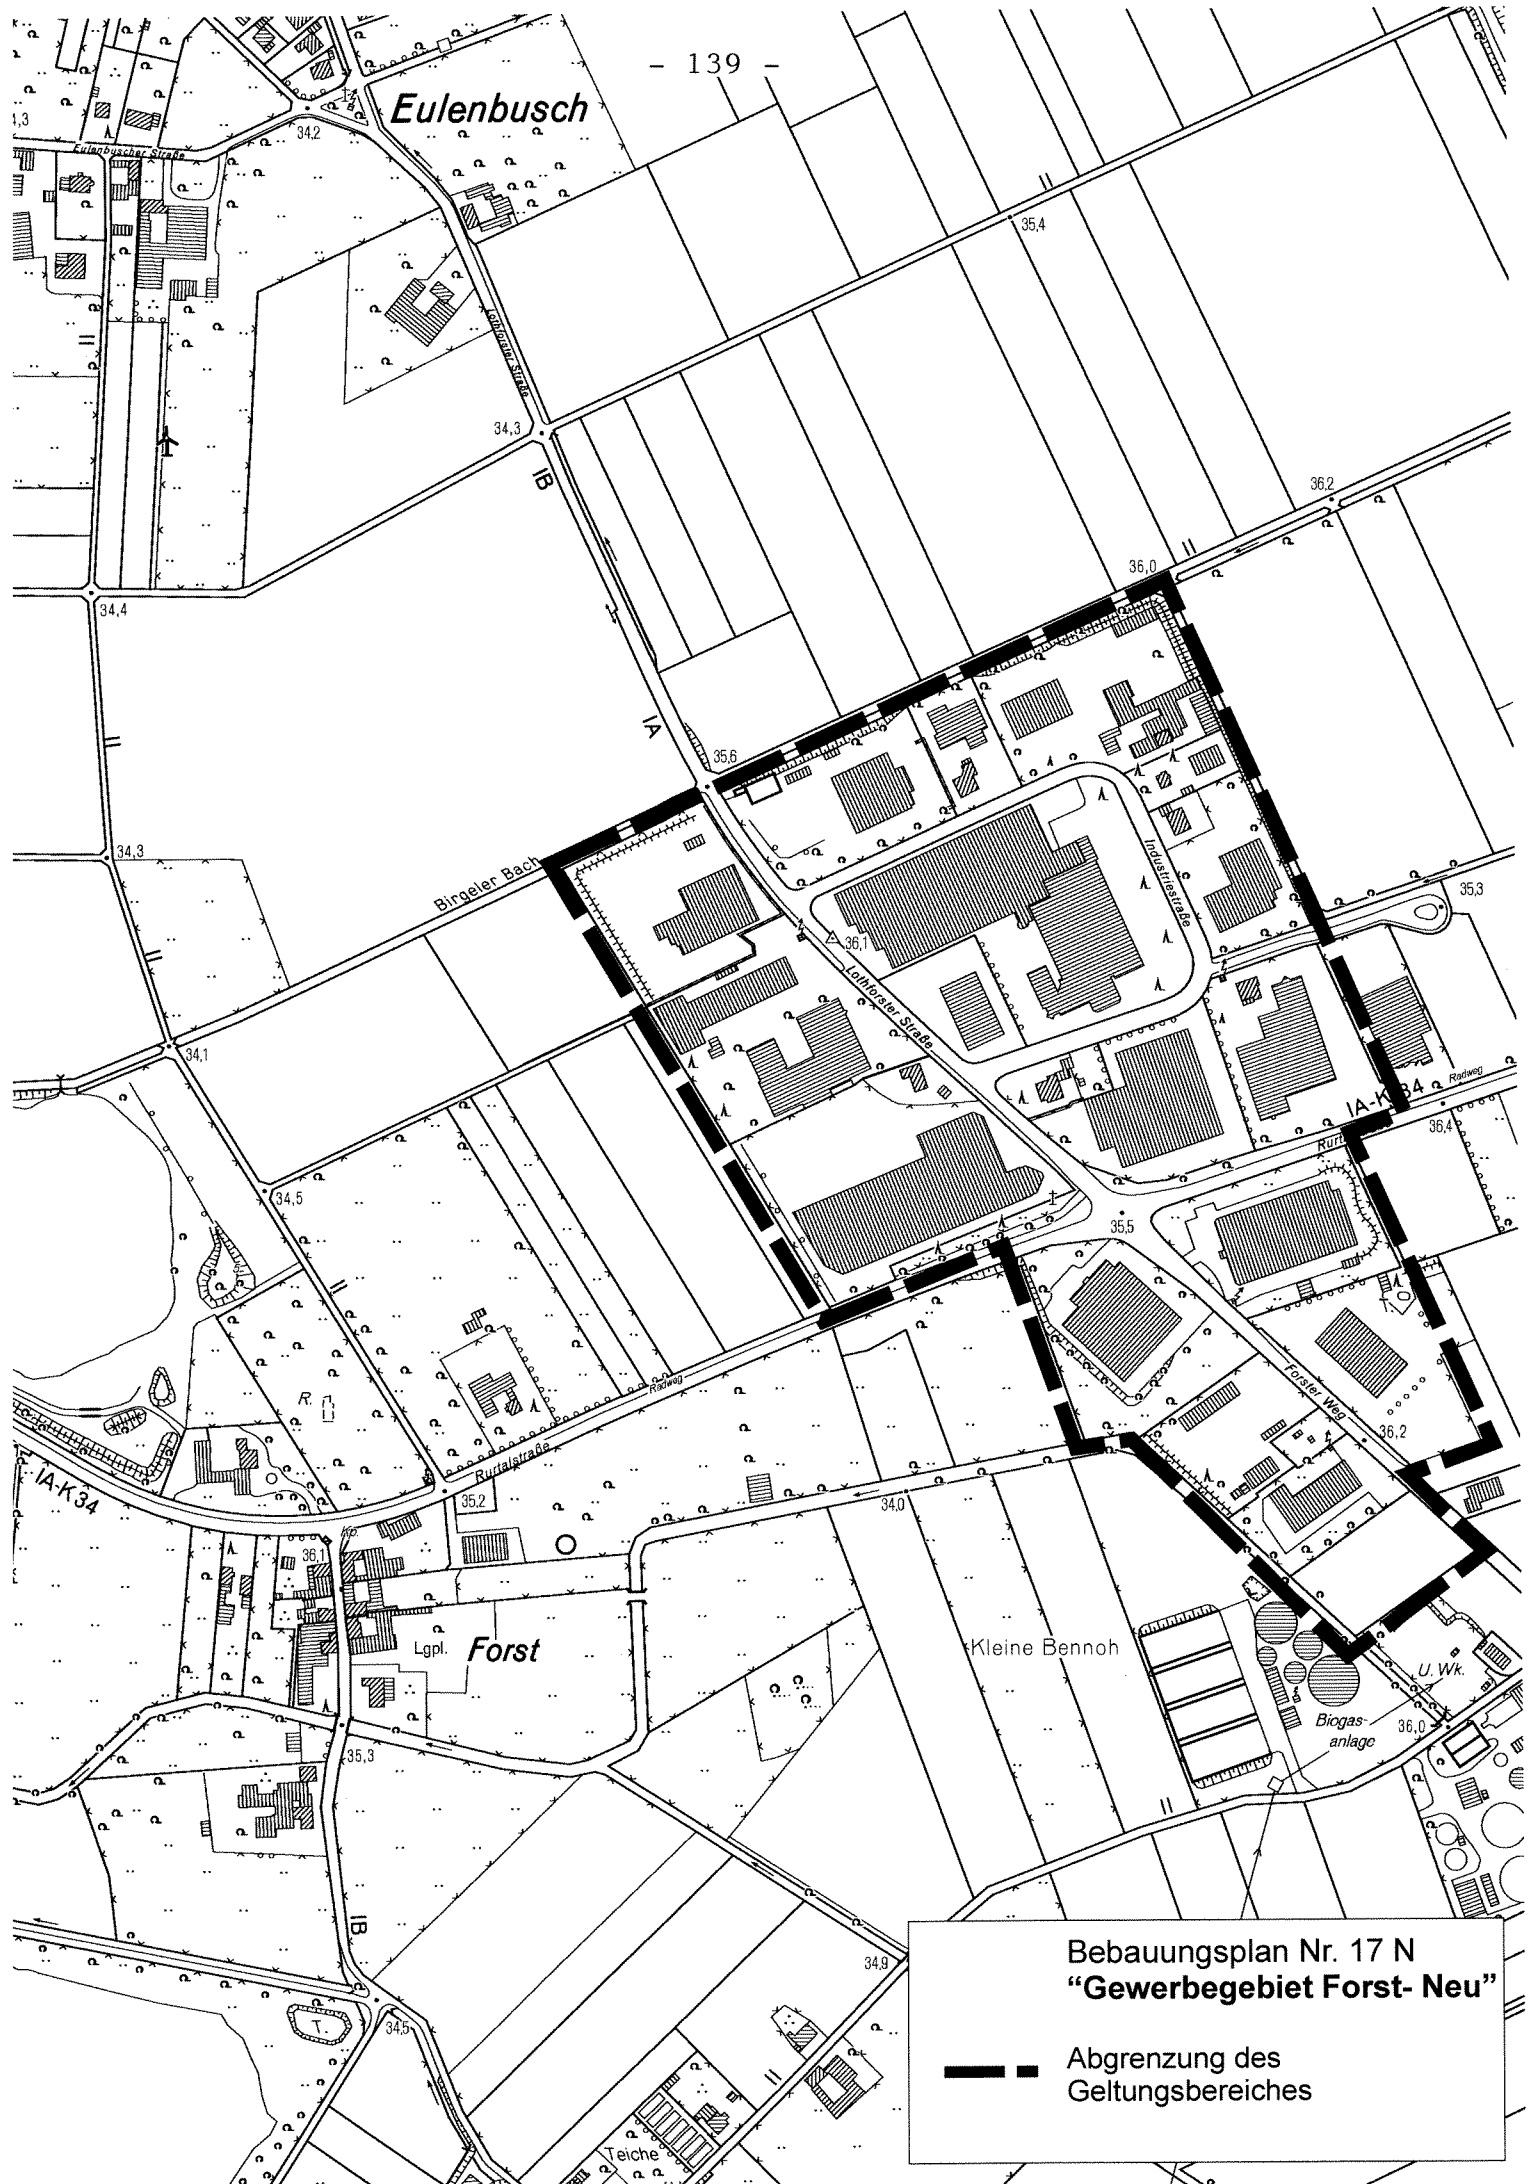 - 139 -
Eulenbusch
34,2
4,3
Eulenbuscher Straße
35,4
Lothforster Straße
34,3
IB
36,2
36,0
34,4
IA
35,6
34,3
Birgeler Bach
Industriestraße
35,3
36,1
Lothforster Straße
34,1
Radweg
IA-K 34
36,4
Rurt
34,5
35,5
R.
Radweg
Forster Weg
36,2
Rurtalstraße
IA-K34
35,2
34,0
Kp.
36,1
Lgpl.
Forst
Kleine Bennoh
U. Wk.
Biogas-
anlage
36,0
35,3
IB
34,9
T.
34,5
Teiche
Bebauungsplan Nr. 17 N
“Gewerbegebiet Forst- Neu”
Abgrenzung des
Geltungsbereiches